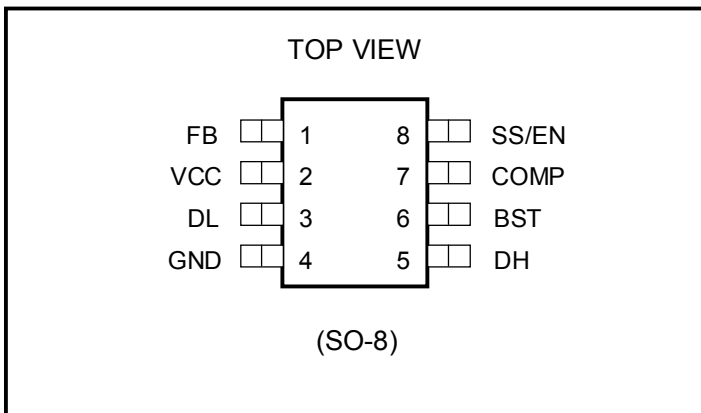 TOP VIEW
FB 1 8 SS/EN
VCC 2 7 COMP
DL 3 6 BST
GND 4 5 DH
(SO-8)